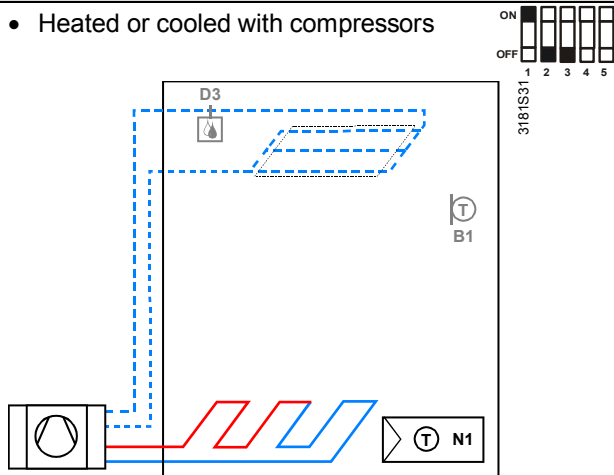 • Heated or cooled with compressors
ON
OFF
1 2 3 4 5
3181S31
D3
T
B1
T N1